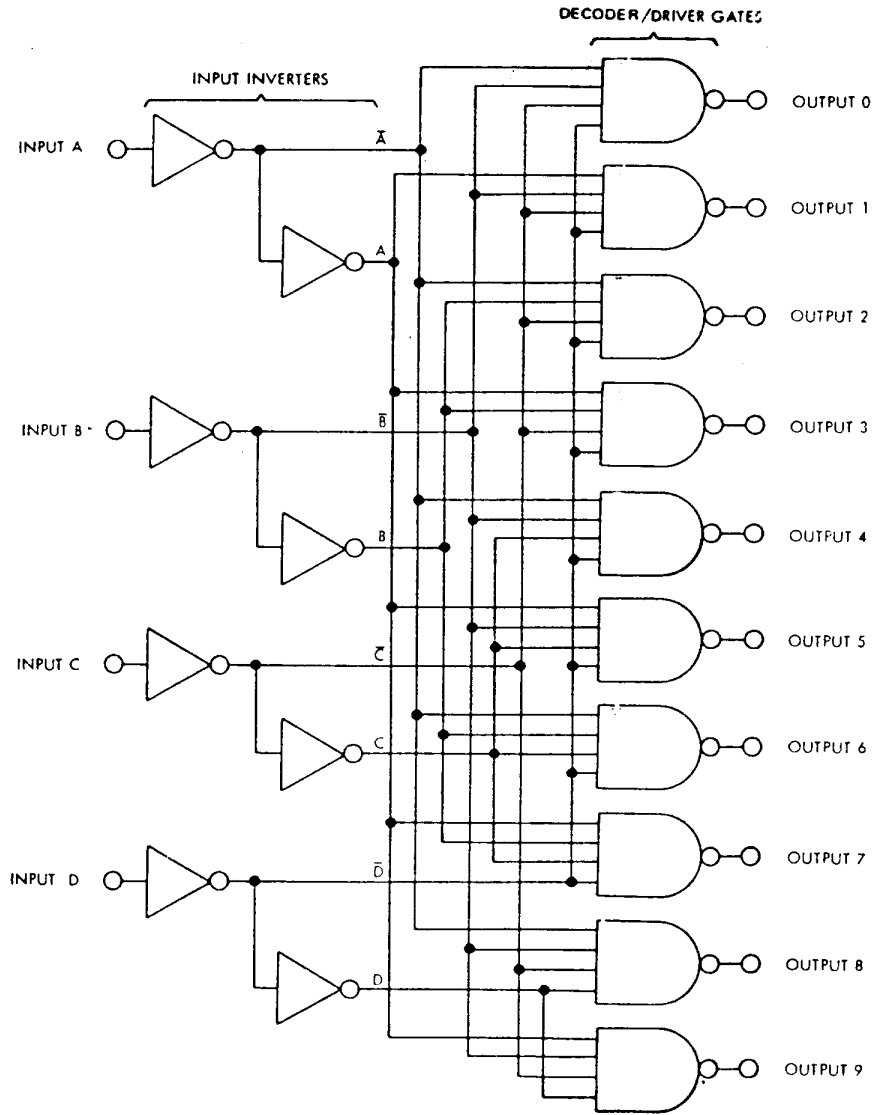 DECODER/DRIVER GATES
INPUT INVERTERS
OUTPUT 0
INPUT A
A̅
OUTPUT 1
A
OUTPUT 2
INPUT B
B̅
OUTPUT 3
B
OUTPUT 4
OUTPUT 5
INPUT C
C̅
C
OUTPUT 6
OUTPUT 7
INPUT D
D̅
OUTPUT 8
D
OUTPUT 9